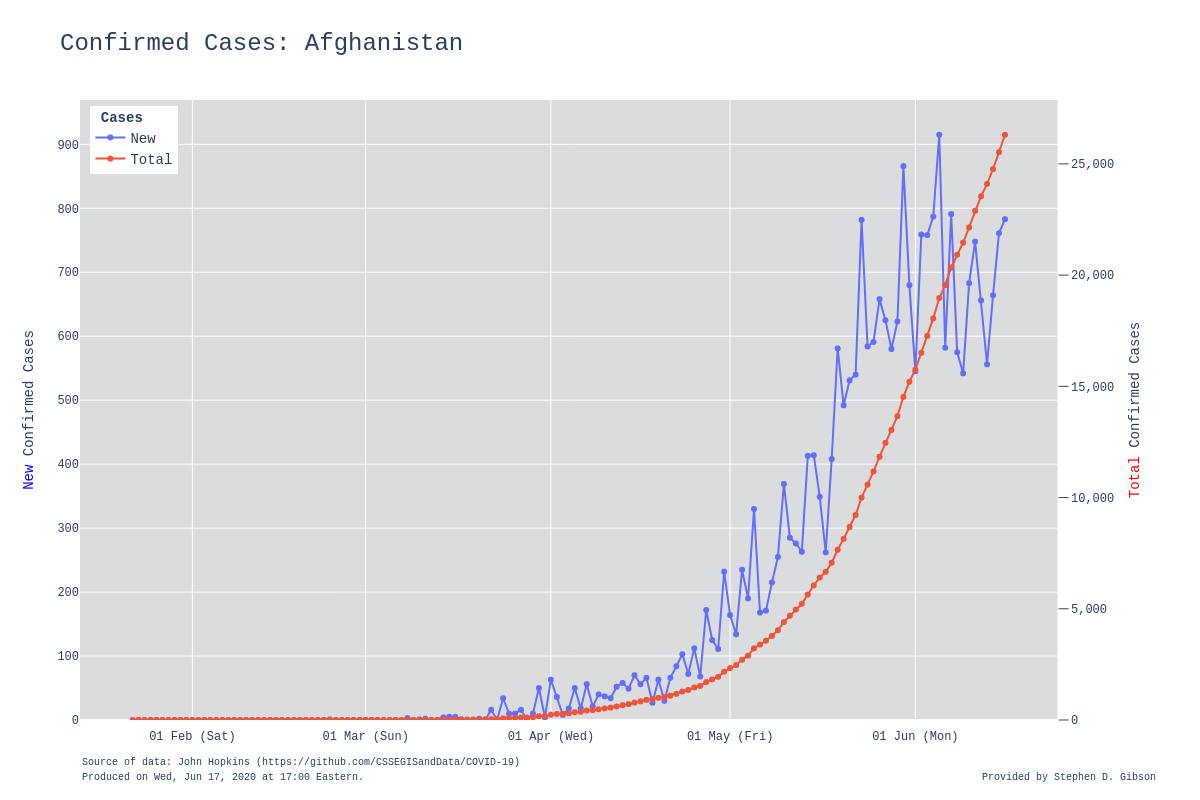 Confirmed Cases: Afghanistan
Cases
New
Total
900
800
700
600
500
400
300
200
100
0
New Confirmed Cases
25,000
20,000
15,000
10,000
5,000
0
Total Confirmed Cases
01 Feb (Sat)
01 Mar (Sun)
01 Apr (Wed)
01 May (Fri)
01 Jun (Mon)
Source of data: John Hopkins (https://github.com/CSSEGISandData/COVID-19)
Produced on Wed, Jun 17, 2020 at 17:00 Eastern.
Provided by Stephen D. Gibson